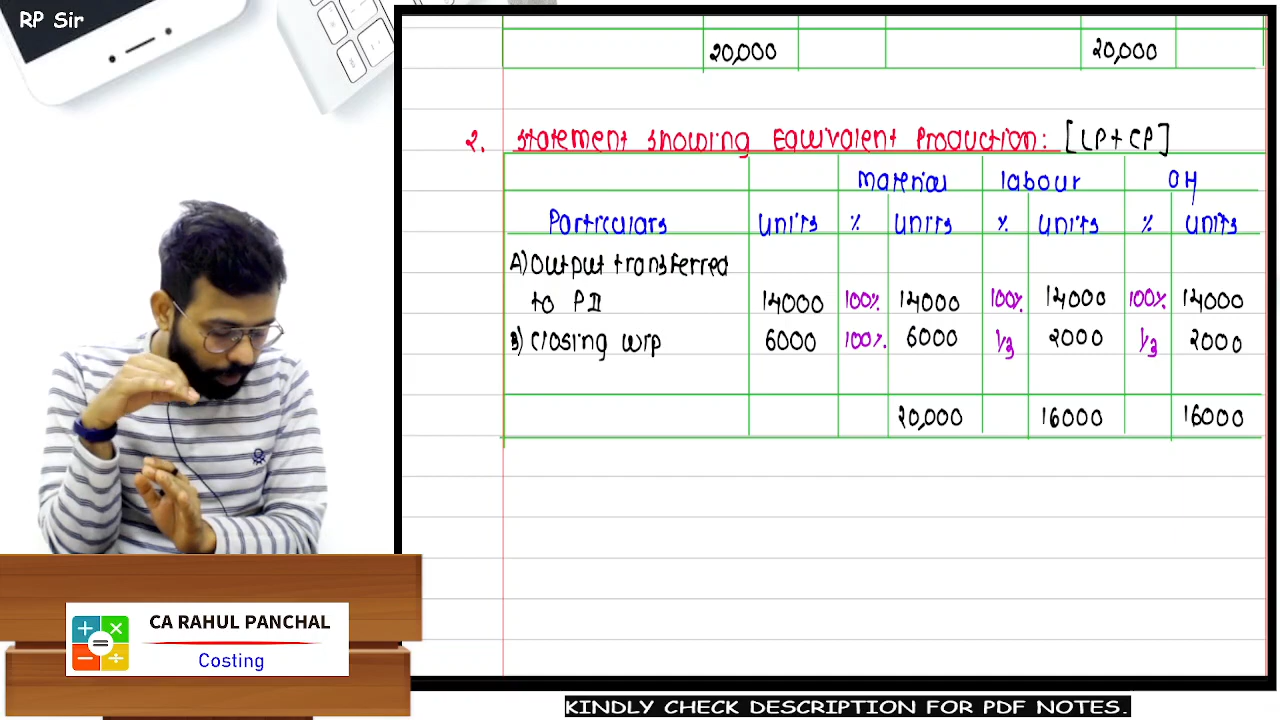 RP Sir
20,000 20,000
2. Statement showing Equivalent Production: [LP+CP]
Material labour OH
Particulars Units % Units % Units % Units
A) Output transferred
to PII 14000 100% 14000 100% 14000 100% 14000
B) Closing WIP 6000 100% 6000 1/3 2000 1/3 2000
20,000 16000 16000
CA RAHUL PANCHAL
Costing
KINDLY CHECK DESCRIPTION FOR PDF NOTES.